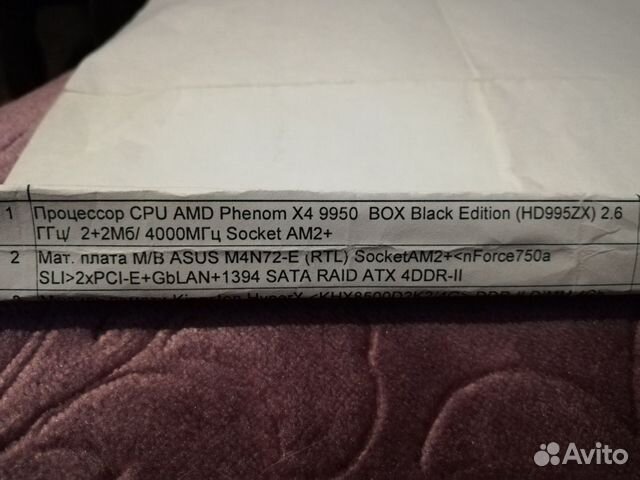 1 Процессор CPU AMD Phenom X4 9950 BOX Black Edition (HD995ZX) 2.6
ГГц/ 2+2Мб/ 4000МГц Socket AM2+
2 Мат. плата M/B ASUS M4N72-E (RTL) SocketAM2+<nForce750a
SLI>2xPCI-E+GbLAN+1394 SATA RAID ATX 4DDR-II
Avito